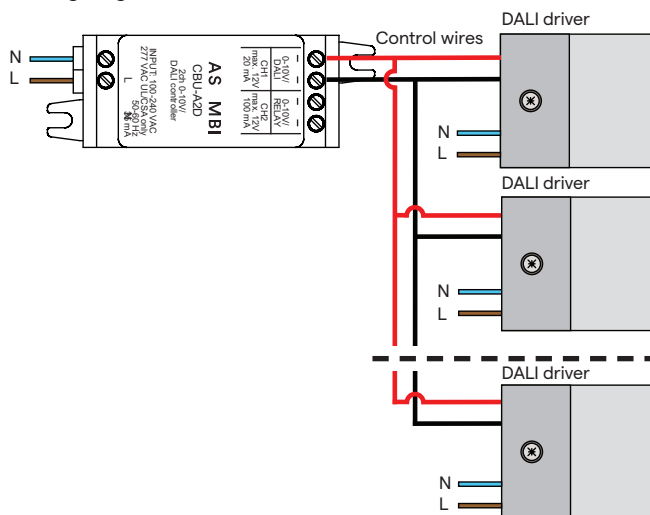 DALI driver
Control wires
N
L
AS MBI
CBU-A2D
2ch 0-10V/
DALI controller
INPUT: 100-240 VAC
277 VAC UL/CSA only
50-60 Hz
L
0-10V/
DALI
CH1
max. 12V
20 mA
0-10V/
RELAY
CH2
max. 12V
100 mA
N
L
DALI driver
N
L
DALI driver
N
L